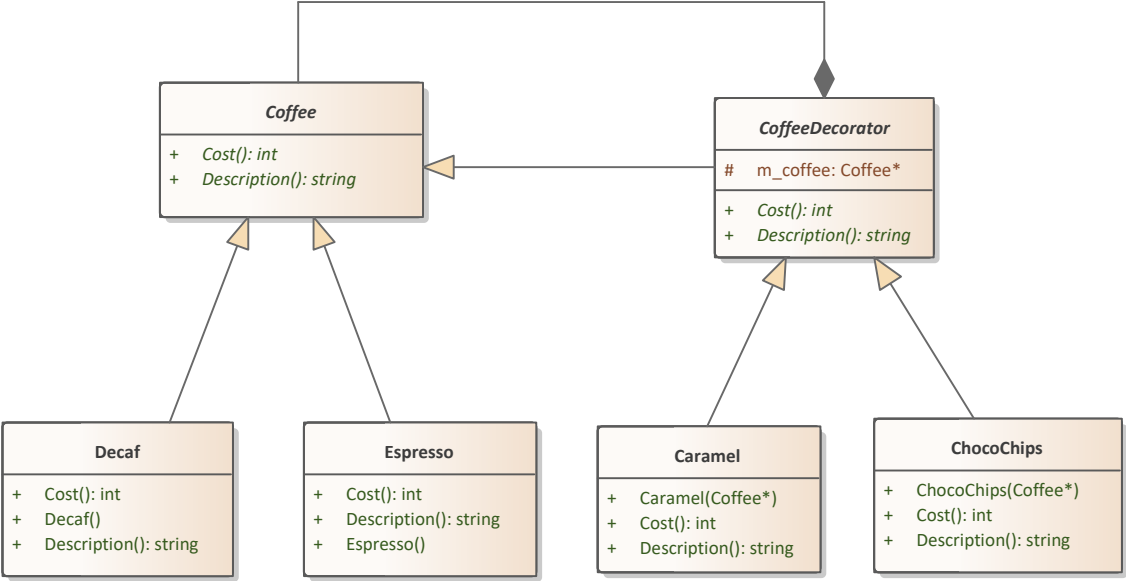 Coffee
+ Cost(): int
+ Description(): string
CoffeeDecorator
# m_coffee: Coffee*
+ Cost(): int
+ Description(): string
Decaf
+ Cost(): int
+ Decaf()
+ Description(): string
Espresso
+ Cost(): int
+ Description(): string
+ Espresso()
Caramel
+ Caramel(Coffee*)
+ Cost(): int
+ Description(): string
ChocoChips
+ ChocoChips(Coffee*)
+ Cost(): int
+ Description(): string